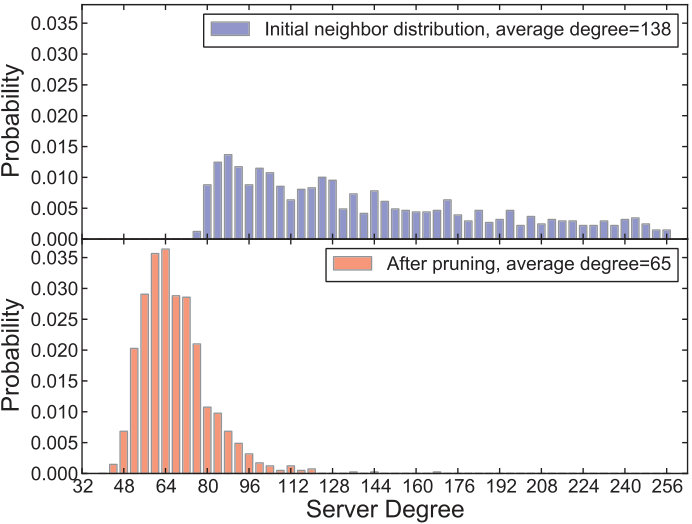 Probability
0.035
0.030
0.025
0.020
0.015
0.010
0.005
0.000
Initial neighbor distribution, average degree=138
Probability
0.035
0.030
0.025
0.020
0.015
0.010
0.005
0.000
After pruning, average degree=65
32 48 64 80 96 112 128 144 160 176 192 208 224 240 256
Server Degree